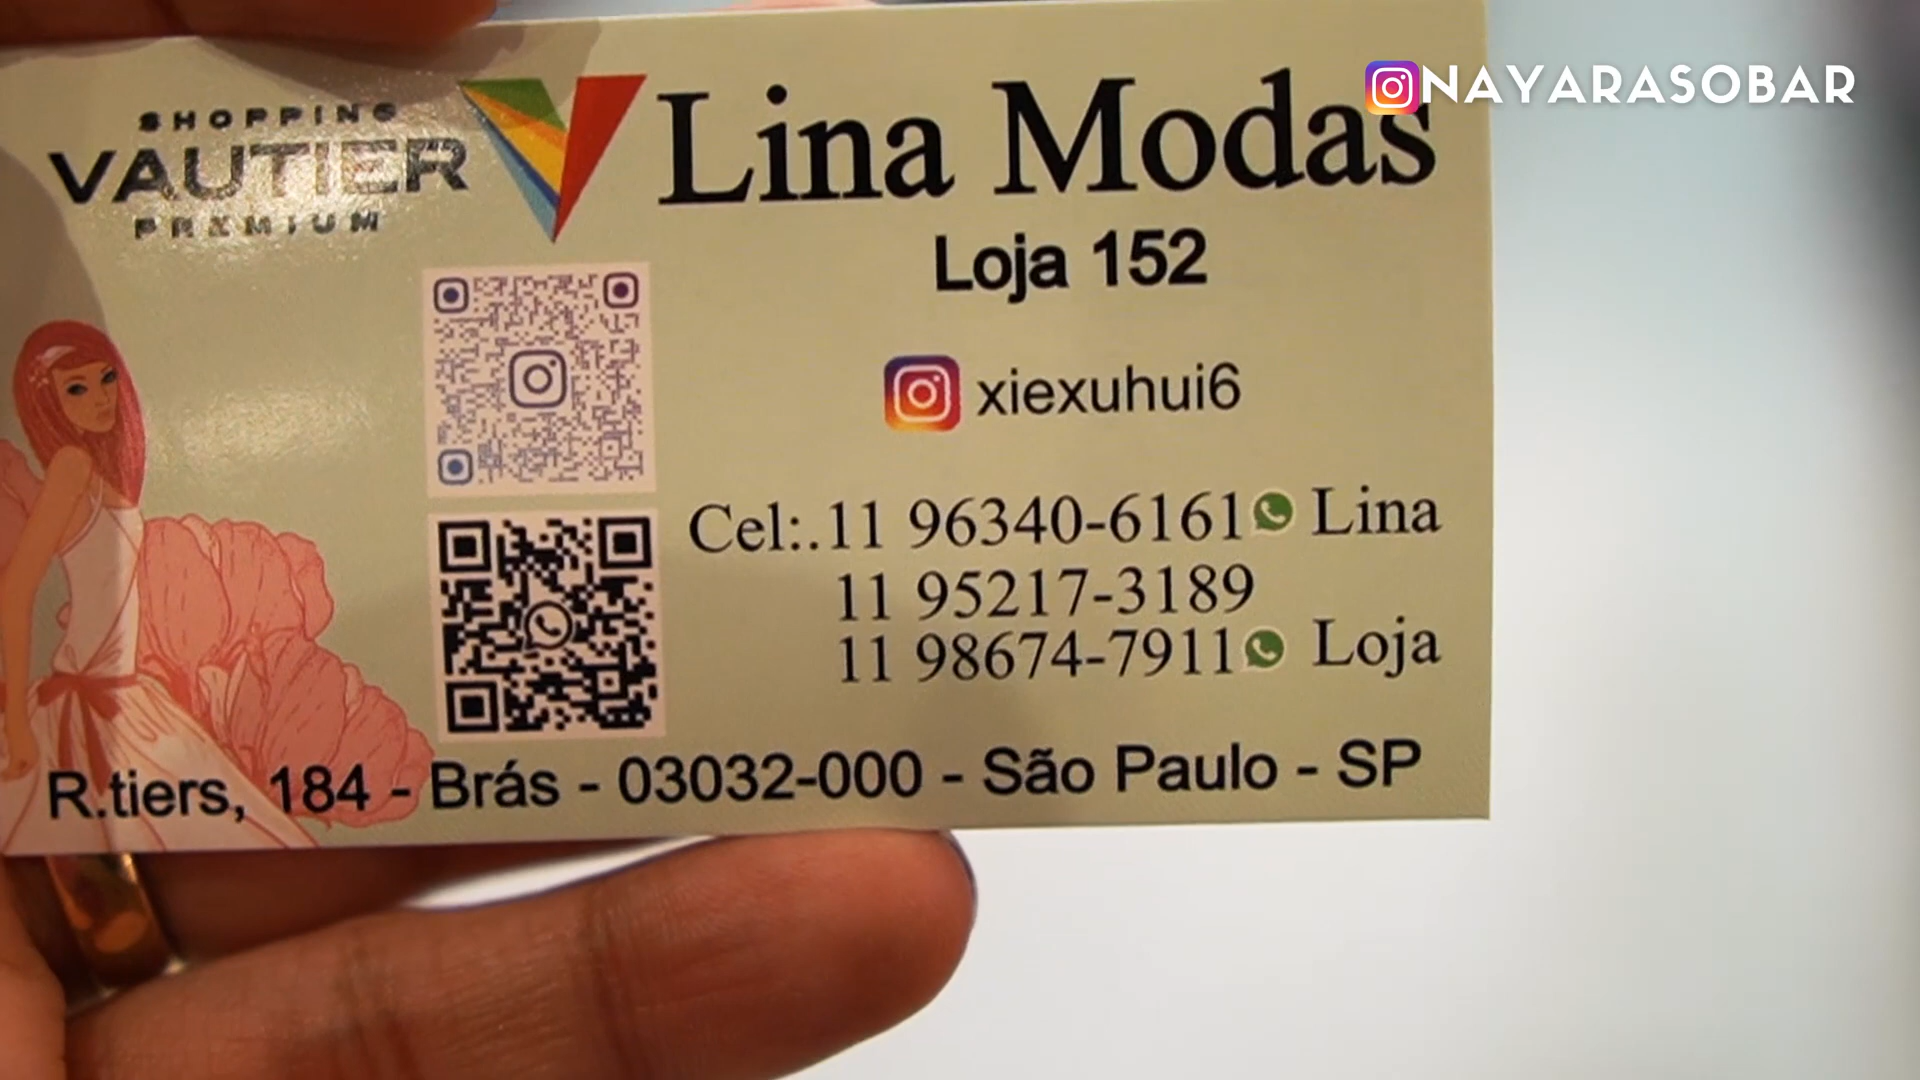 NAYARASOBAR
SHOPPING
VAUTIER
PREMIUM
Lina Modas
Loja 152
xiexuhui6
Cel:.11 96340-6161 Lina
11 95217-3189
11 98674-7911 Loja
R.tiers, 184 - Brás - 03032-000 - São Paulo - SP